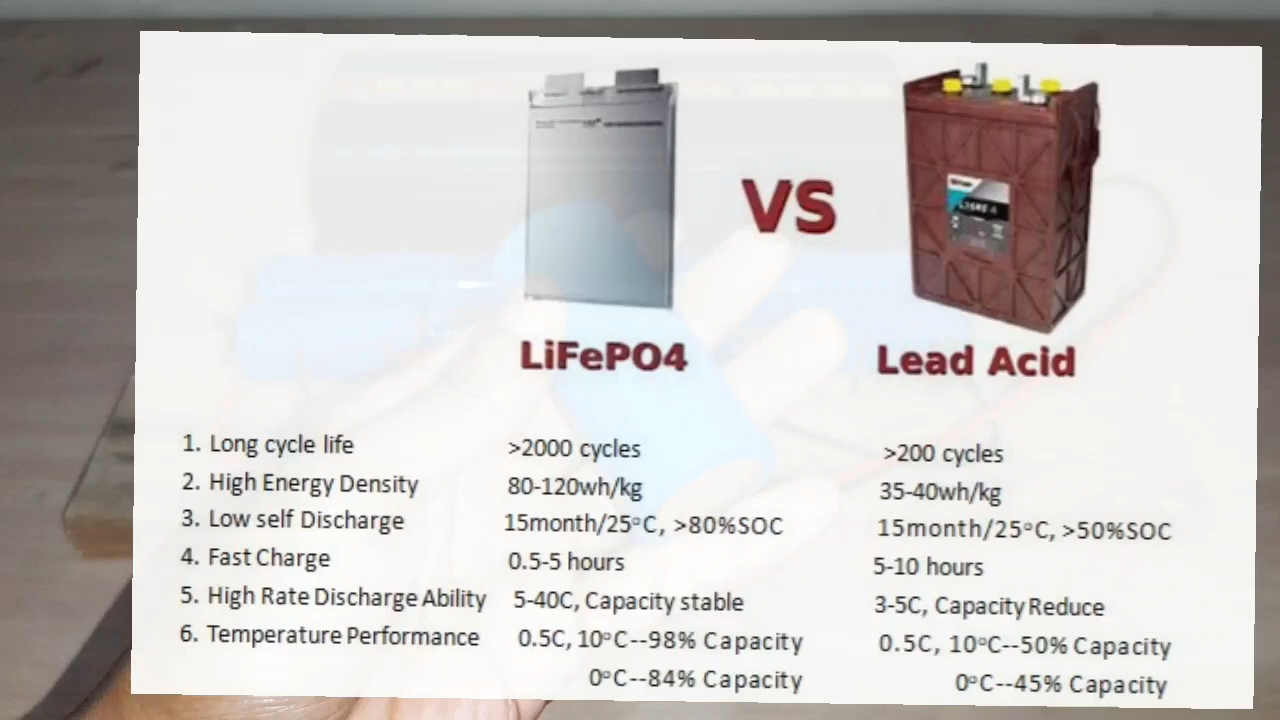 VS
LiFePO4 Lead Acid
1. Long cycle life >2000 cycles >200 cycles
2. High Energy Density 80-120wh/kg 35-40wh/kg
3. Low self Discharge 15month/25°C, >80%SOC 15month/25°C, >50%SOC
4. Fast Charge 0.5-5 hours 5-10 hours
5. High Rate Discharge Ability 5-40C, Capacity stable 3-5C, Capacity Reduce
6. Temperature Performance 0.5C, 10°C--98% Capacity 0.5C, 10°C--50% Capacity
0°C--84% Capacity 0°C--45% Capacity